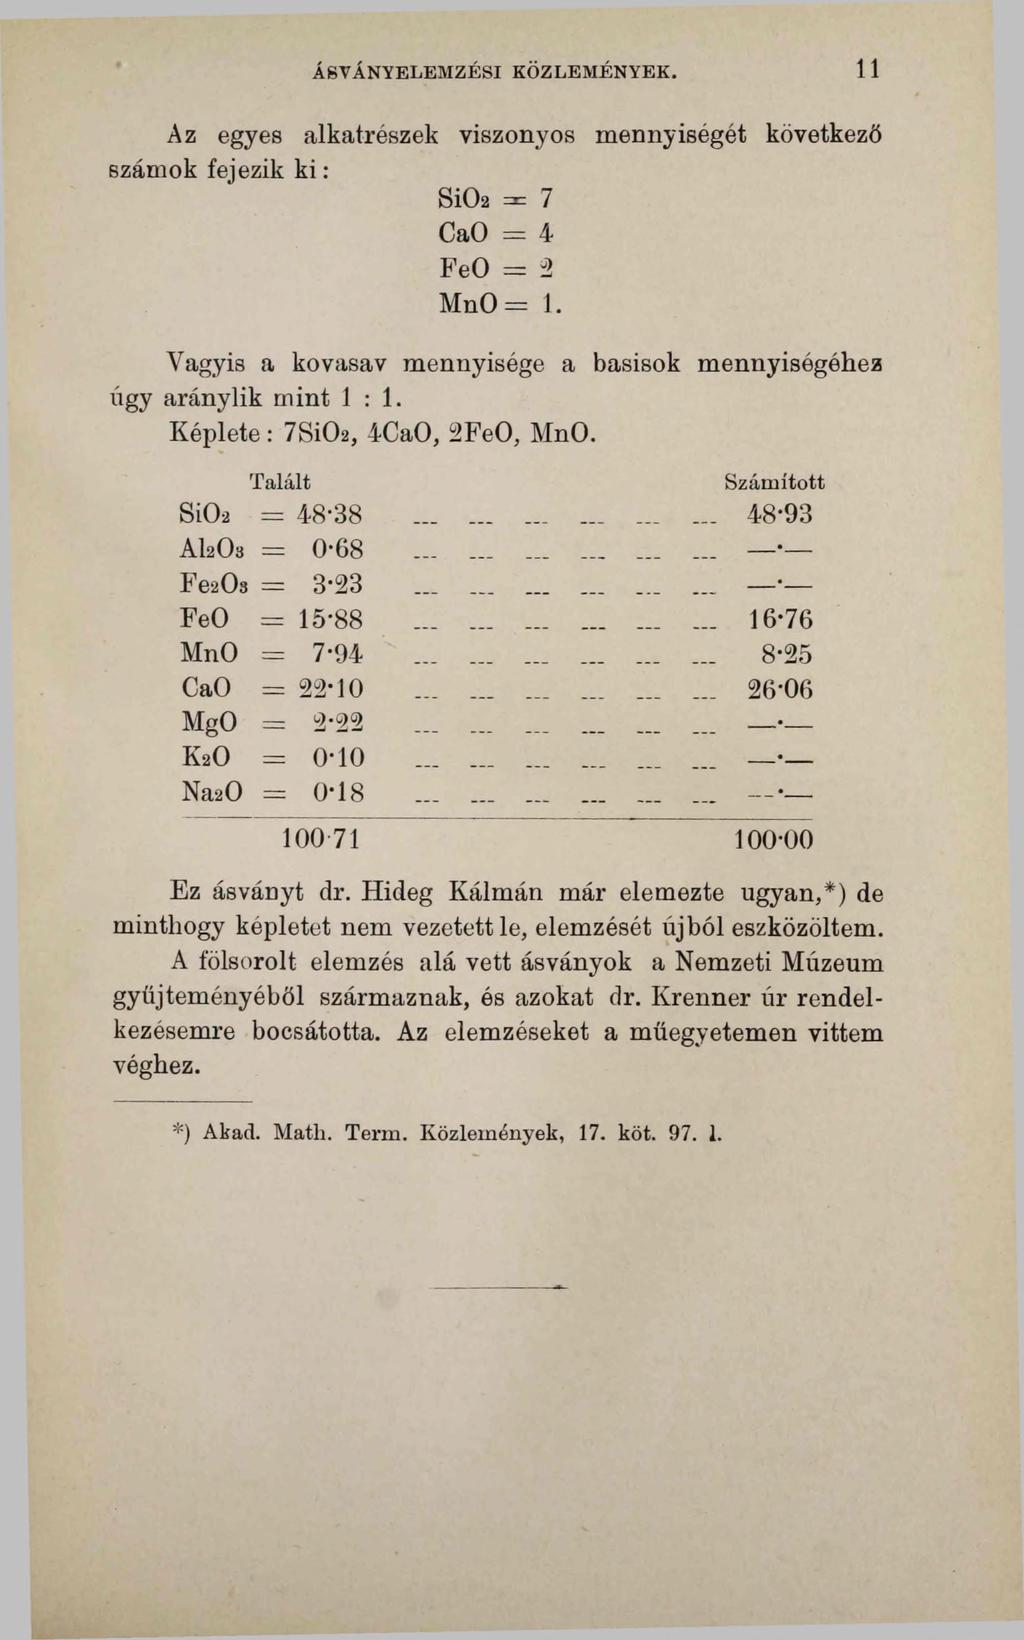 ÁSVÁNYELEMZÉSI KÖZLEMÉNYEK. 11
Az egyes alkatrészek viszonyos mennyiségét következő
számok fejezik ki :
SiO₂ = 7
CaO = 4
FeO = 2
MnO = 1.
Vagyis a kovasav mennyisége a basisok mennyiségéhez
úgy aránylik mint 1 : 1.
Képlete : 7SiO₂, 4CaO, 2FeO, MnO.
Talált Számított
SiO₂ = 48·38 --- --- --- --- --- --- 48·93
Al₂O₃ = 0·68 --- --- --- --- --- --- —·—
Fe₂O₃ = 3·23 --- --- --- --- --- --- —·—
FeO = 15·88 --- --- --- --- --- --- 16·76
MnO = 7·94 --- --- --- --- --- --- 8·25
CaO = 22·10 --- --- --- --- --- --- 26·06
MgO = 2·22 --- --- --- --- --- --- —·—
K₂O = 0·10 --- --- --- --- --- --- —·—
Na₂O = 0·18 --- --- --- --- --- --- —·—
100·71 100·00
Ez ásványt dr. Hideg Kálmán már elemezte ugyan,*) de
minthogy képletet nem vezetett le, elemzését újból eszközöltem.
A fölsorolt elemzés alá vett ásványok a Nemzeti Múzeum
gyűjteményéből származnak, és azokat dr. Krenner úr rendel-
kezésemre bocsátotta. Az elemzéseket a műegyetemen vittem
véghez.
*) Akad. Math. Term. Közlemények, 17. köt. 97. l.